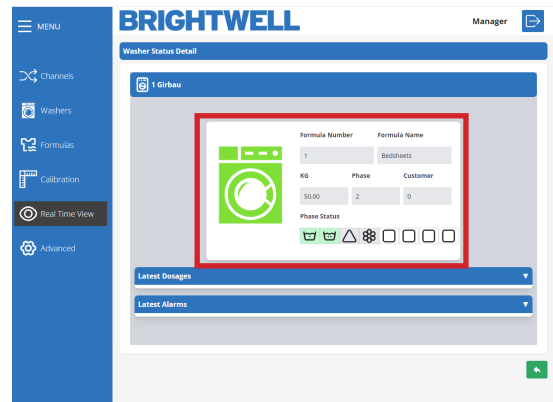 MENU
BRIGHTWELL
Manager
Washer Status Detail
Channels
1 Girbau
Washers
Formulas
Calibration
Real Time View
Advanced
Formula Number Formula Name
1 Bedsheets
KG Phase Customer
50.00 2 0
Phase Status
Latest Dosages
Latest Alarms